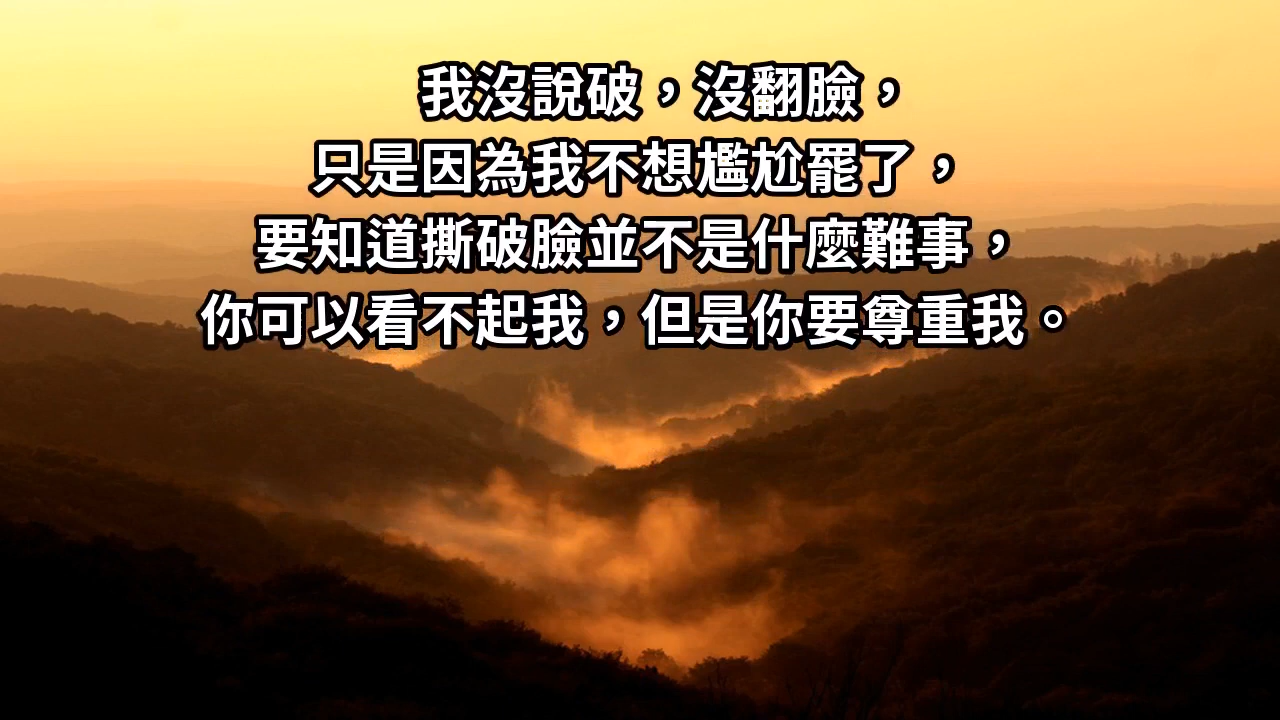 我沒說破，沒翻臉，
只是因為我不想尷尬罷了，
要知道撕破臉並不是什麼難事，
你可以看不起我，但是你要尊重我。